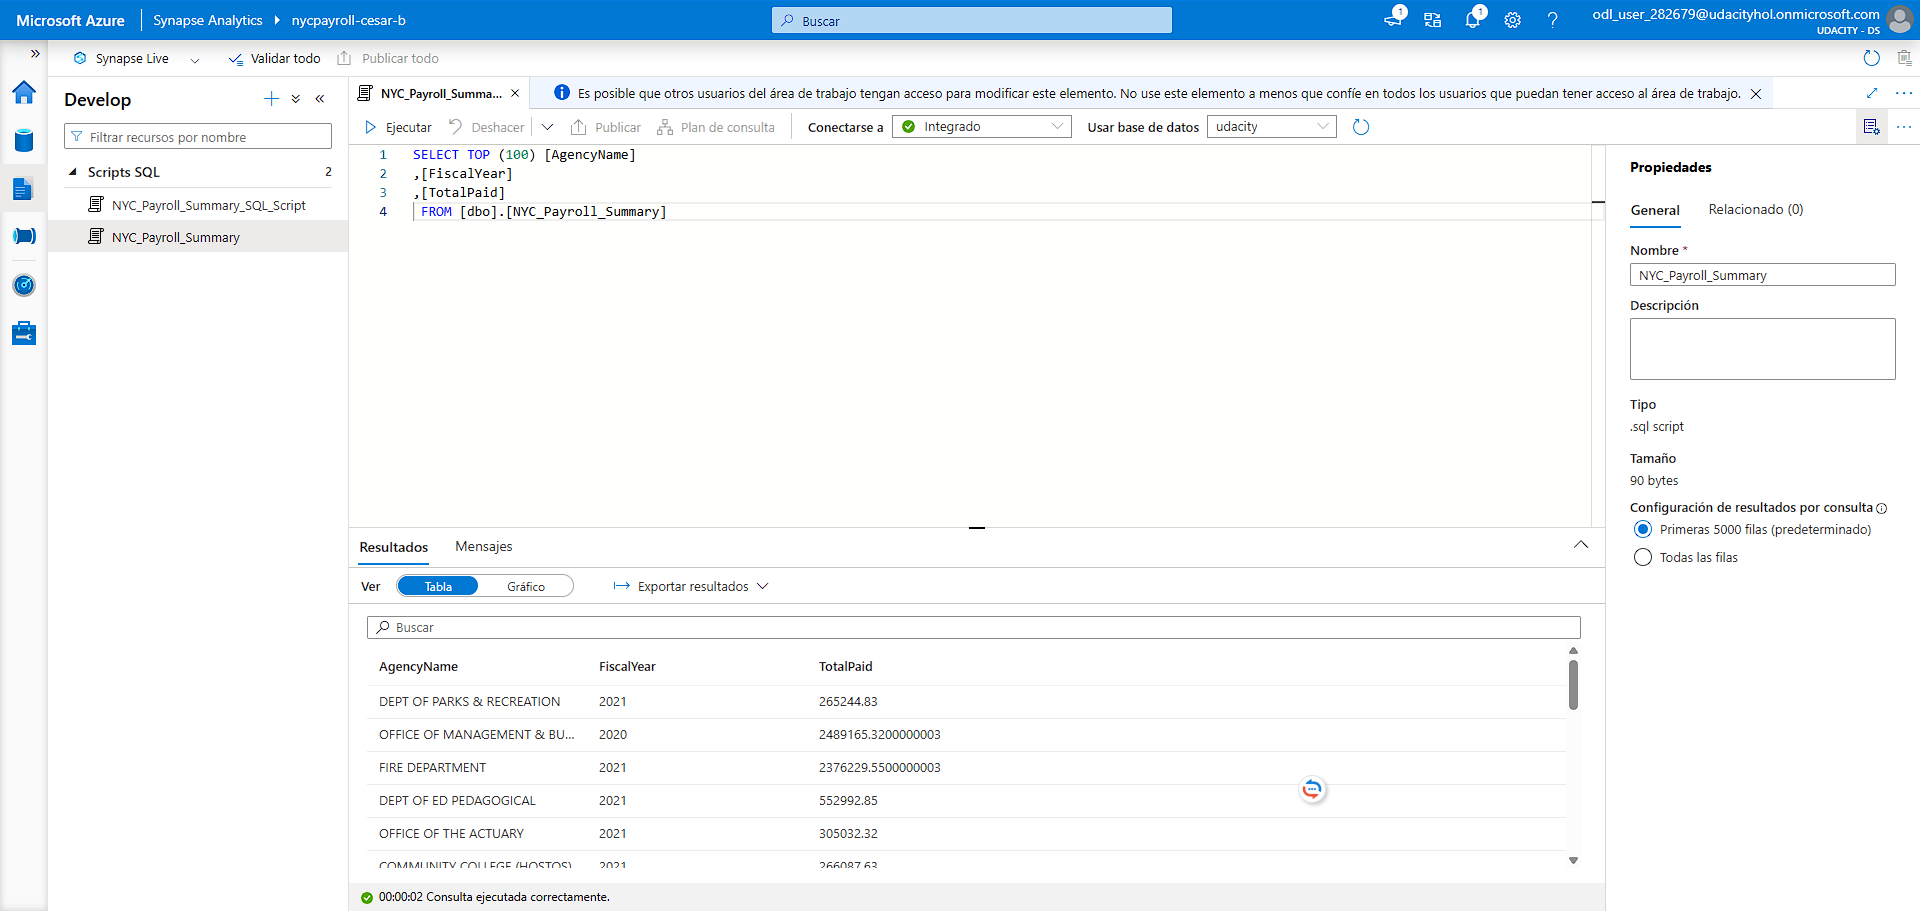 Microsoft Azure
Synapse Analytics
nycpayroll-cesar-b
Buscar
1
1
odl_user_282679@udacityhol.onmicrosoft.com
UDACITY - DS
Synapse Live
Validar todo
Publicar todo
Develop
Filtrar recursos por nombre
Scripts SQL
2
NYC_Payroll_Summary_SQL_Script
NYC_Payroll_Summary
NYC_Payroll_Summa...
Es posible que otros usuarios del área de trabajo tengan acceso para modificar este elemento. No use este elemento a menos que confíe en todos los usuarios que puedan tener acceso al área de trabajo.
Ejecutar
Deshacer
Publicar
Plan de consulta
Conectarse a
Integrado
Usar base de datos
udacity
1 SELECT TOP (100) [AgencyName]
2 ,[FiscalYear]
3 ,[TotalPaid]
4 FROM [dbo].[NYC_Payroll_Summary]
Resultados
Mensajes
Ver
Tabla
Gráfico
Exportar resultados
Buscar
AgencyName FiscalYear TotalPaid
DEPT OF PARKS & RECREATION 2021 265244.83
OFFICE OF MANAGEMENT & BU... 2020 2489165.3200000003
FIRE DEPARTMENT 2021 2376229.5500000003
DEPT OF ED PEDAGOGICAL 2021 552992.85
OFFICE OF THE ACTUARY 2021 305032.32
COMMUNITY COLLEGE (HOSTOS) 2021 266087.63
00:00:02 Consulta ejecutada correctamente.
Propiedades
General
Relacionado (0)
Nombre *
NYC_Payroll_Summary
Descripción
Tipo
.sql script
Tamaño
90 bytes
Configuración de resultados por consulta
Primeras 5000 filas (predeterminado)
Todas las filas